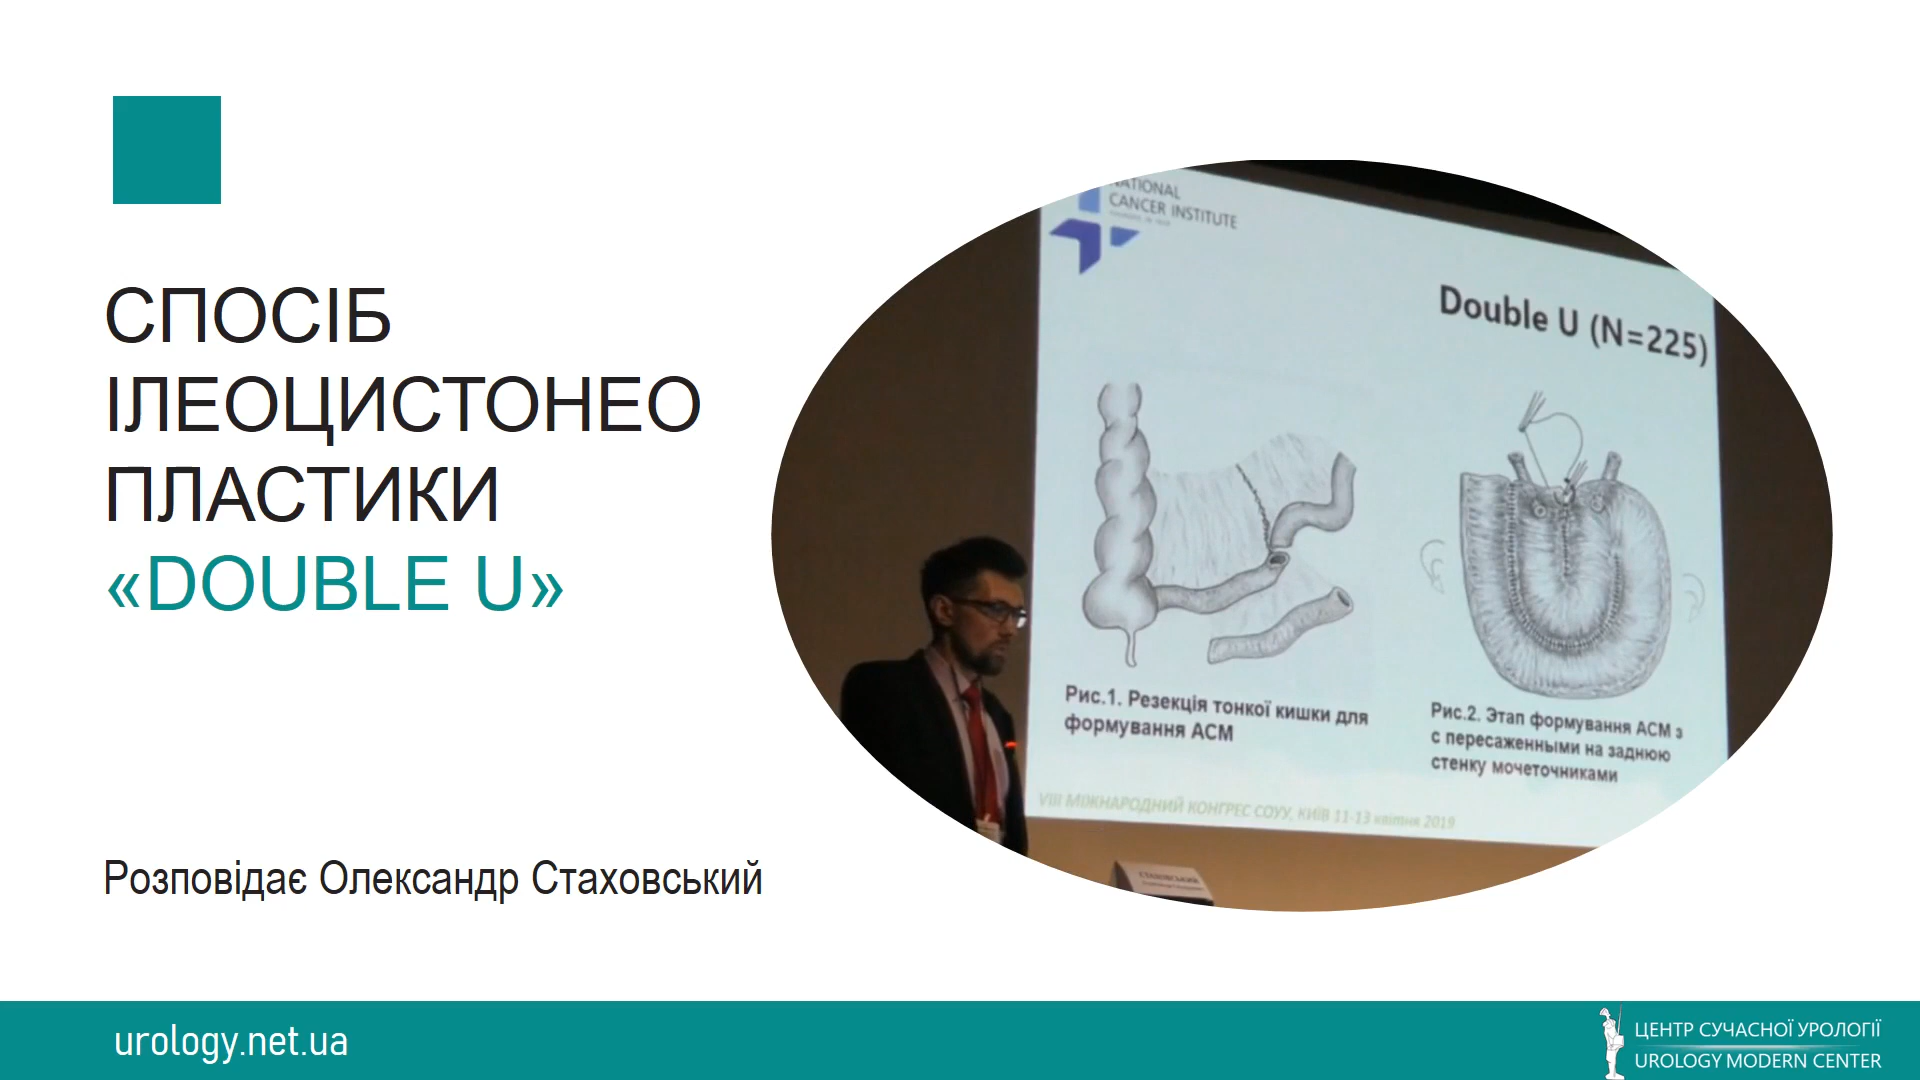 СПОСІБ
ІЛЕОЦИСТОНЕО
ПЛАСТИКИ
«DOUBLE U»
Розповідає Олександр Стаховський
NATIONAL
CANCER INSTITUTE
Double U (N=225)
Рис.1. Резекція тонкої кишки для
формування АСМ
Рис.2. Этап формування АСМ з
с пересаженными на заднюю
стенку мочеточниками
VIII МІЖНАРОДНИЙ КОНГРЕС СОУУ, КИЇВ 11-13 квітня 2019
СТАХОВСЬКИЙ
urology.net.ua
ЦЕНТР СУЧАСНОЇ УРОЛОГІЇ
UROLOGY MODERN CENTER